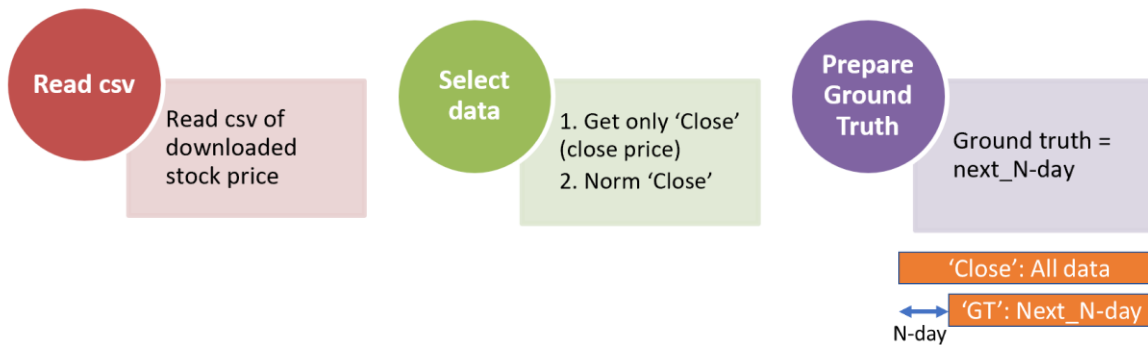 Read csv
Read csv of
downloaded
stock price
Select
data
1. Get only ‘Close’
(close price)
2. Norm ‘Close’
Prepare
Ground
Truth
Ground truth =
next_N-day
‘Close’: All data
‘GT’: Next_N-day
N-day